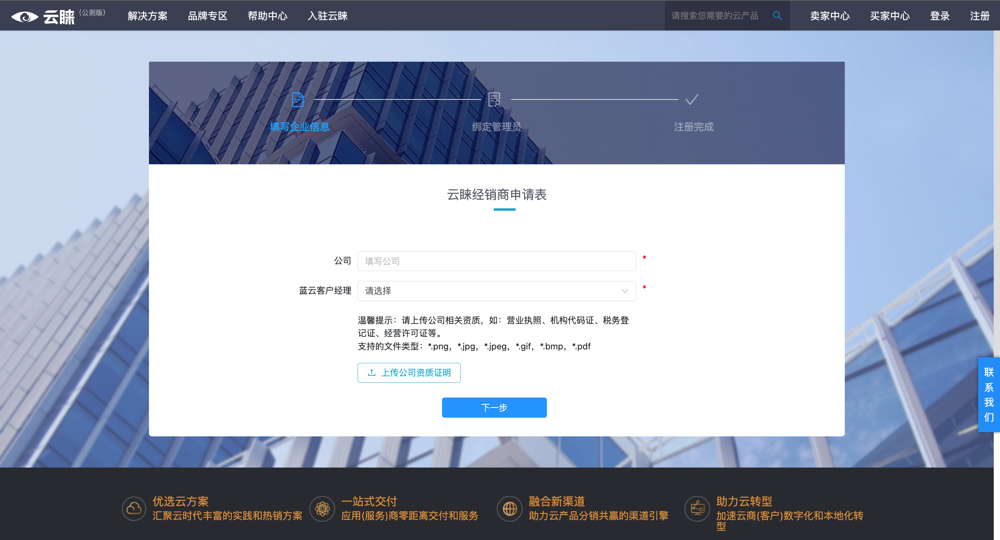 云睐 (公测版) 解决方案 品牌专区 帮助中心 入驻云睐 请搜索您需要的云产品 卖家中心 买家中心 登录 注册
填写企业信息 绑定管理员 注册完成
云睐经销商申请表
公司 填写公司 *
蓝云客户经理 请选择 *
温馨提示：请上传公司相关资质，如：营业执照、机构代码证、税务登
记证、经营许可证等。
支持的文件类型：*.png，*.jpg，*.jpeg，*.gif，*.bmp，*.pdf
上传公司资质证明
下一步
联
系
我
们
优选云方案
汇聚云时代丰富的实践和热销方案
一站式交付
应用(服务)商零距离交付和服务
融合新渠道
助力云产品分销共赢的渠道引擎
助力云转型
加速云商(客户)数字化和本地化转
型